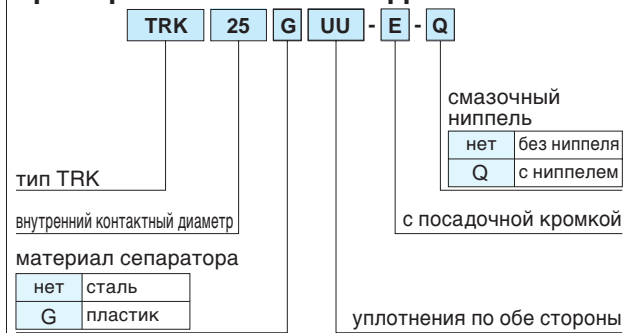 TRK 25 G UU - E - Q
смазочный
ниппель
нет без ниппеля
Q с ниппелем
тип TRK
внутренний контактный диаметр
с посадочной кромкой
материал сепаратора
нет сталь
G пластик
уплотнения по обе стороны